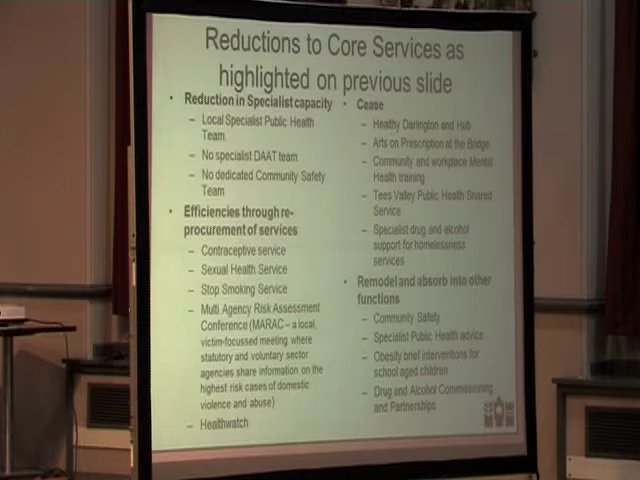 Reductions to Core Services as
highlighted on previous slide
• Reduction in Specialist capacity
– Local Specialist Public Health
Team.
– No specialist DAAT team
– No dedicated Community Safety
Team
• Efficiencies through re-
procurement of services
– Contraceptive service
– Sexual Health Service
– Stop Smoking Service
– Multi Agency Risk Assessment
Conference (MARAC – a local,
victim-focussed meeting where
statutory and voluntary sector
agencies share information on the
highest risk cases of domestic
violence and abuse)
– Healthwatch
• Cease
– Healthy Darlington and Hub
– Arts on Prescription at the Bridge
– Community and workplace Mental
Health training
– Tees Valley Public Health Shared
Service
– Specialist drug and alcohol
support for homelessness
services
• Remodel and absorb into other
functions
– Community Safety
– Specialist Public Health advice
– Obesity brief interventions for
school aged children
– Drug and Alcohol Commissioning
and Partnerships